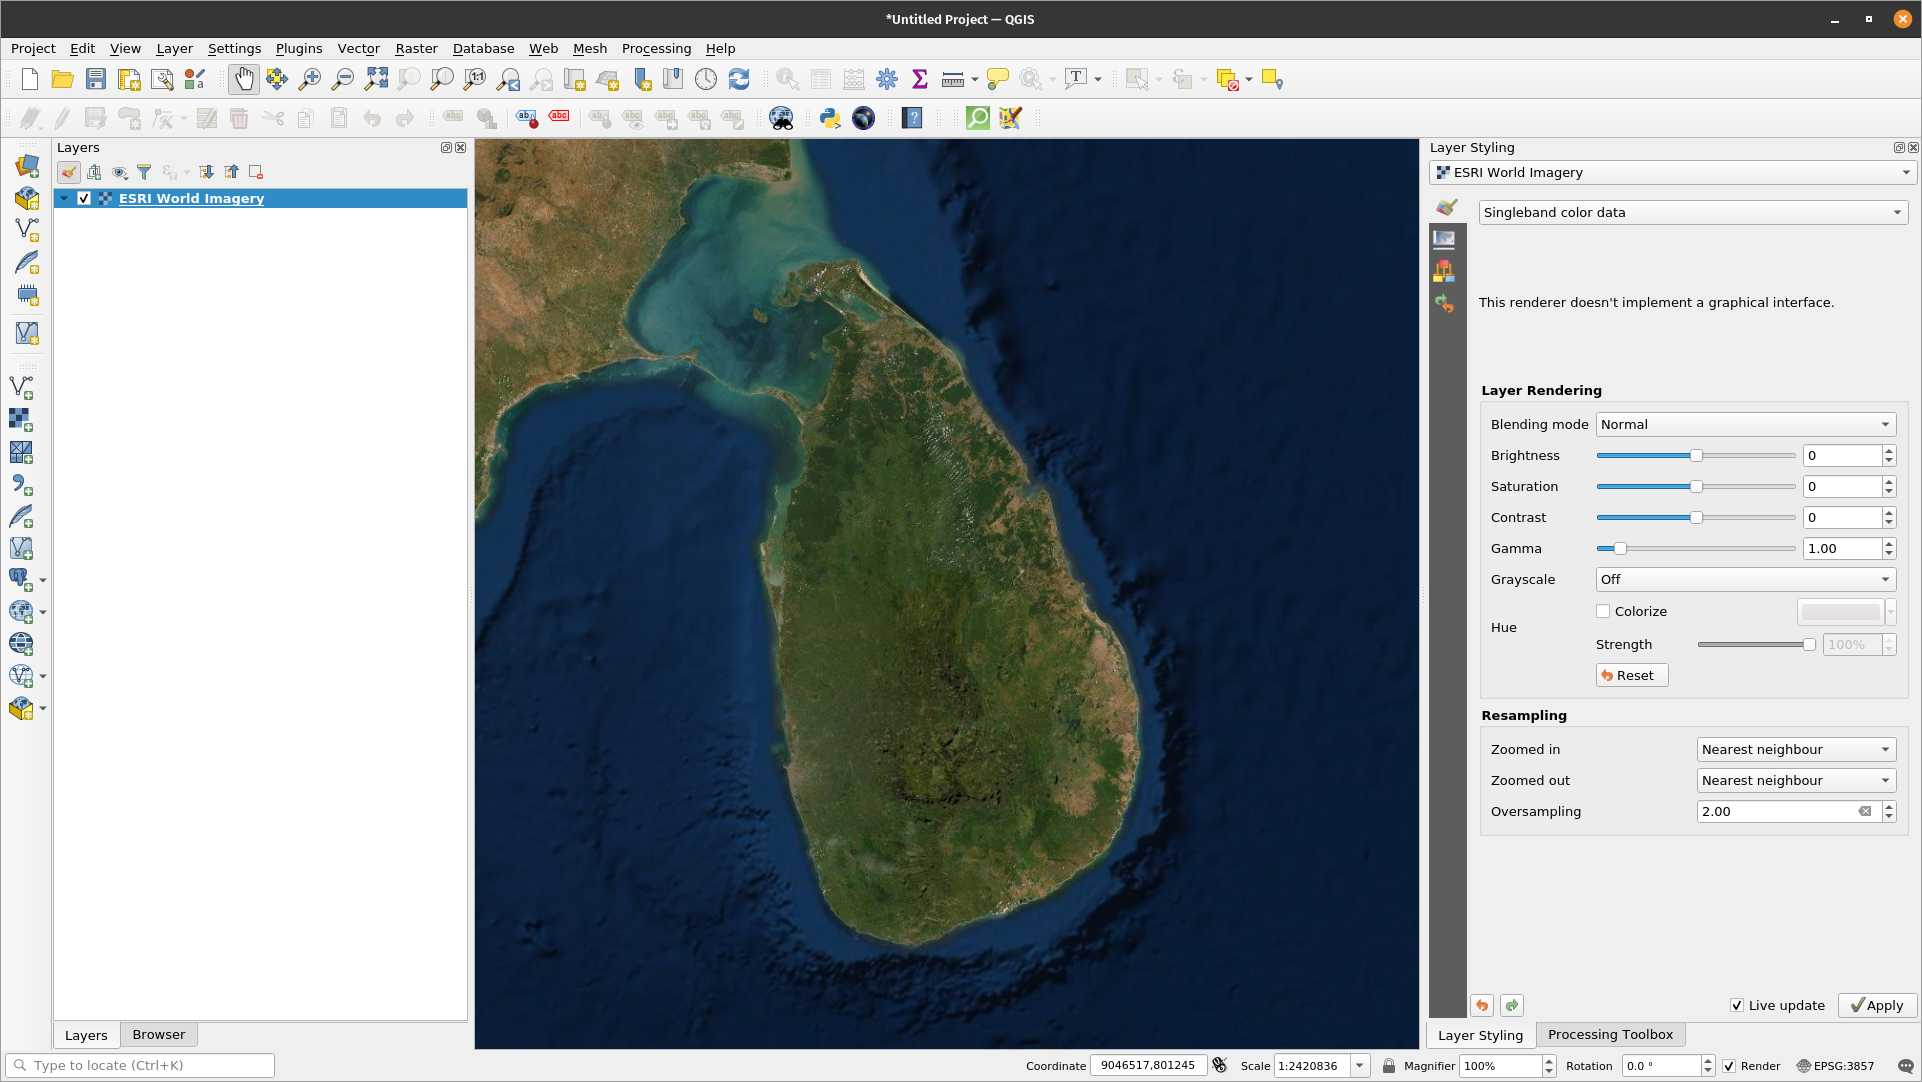 *Untitled Project — QGIS
Project Edit View Layer Settings Plugins Vector Raster Database Web Mesh Processing Help
Layers
ESRI World Imagery
Layers Browser
Layer Styling
ESRI World Imagery
Singleband color data
This renderer doesn't implement a graphical interface.
Layer Rendering
Blending mode Normal
Brightness 0
Saturation 0
Contrast 0
Gamma 1.00
Grayscale Off
Hue
Colorize
Strength 100%
Reset
Resampling
Zoomed in Nearest neighbour
Zoomed out Nearest neighbour
Oversampling 2.00
Live update Apply
Layer Styling Processing Toolbox
Type to locate (Ctrl+K)
Coordinate 9046517,801245 Scale 1:2420836 Magnifier 100% Rotation 0.0 ° Render EPSG:3857